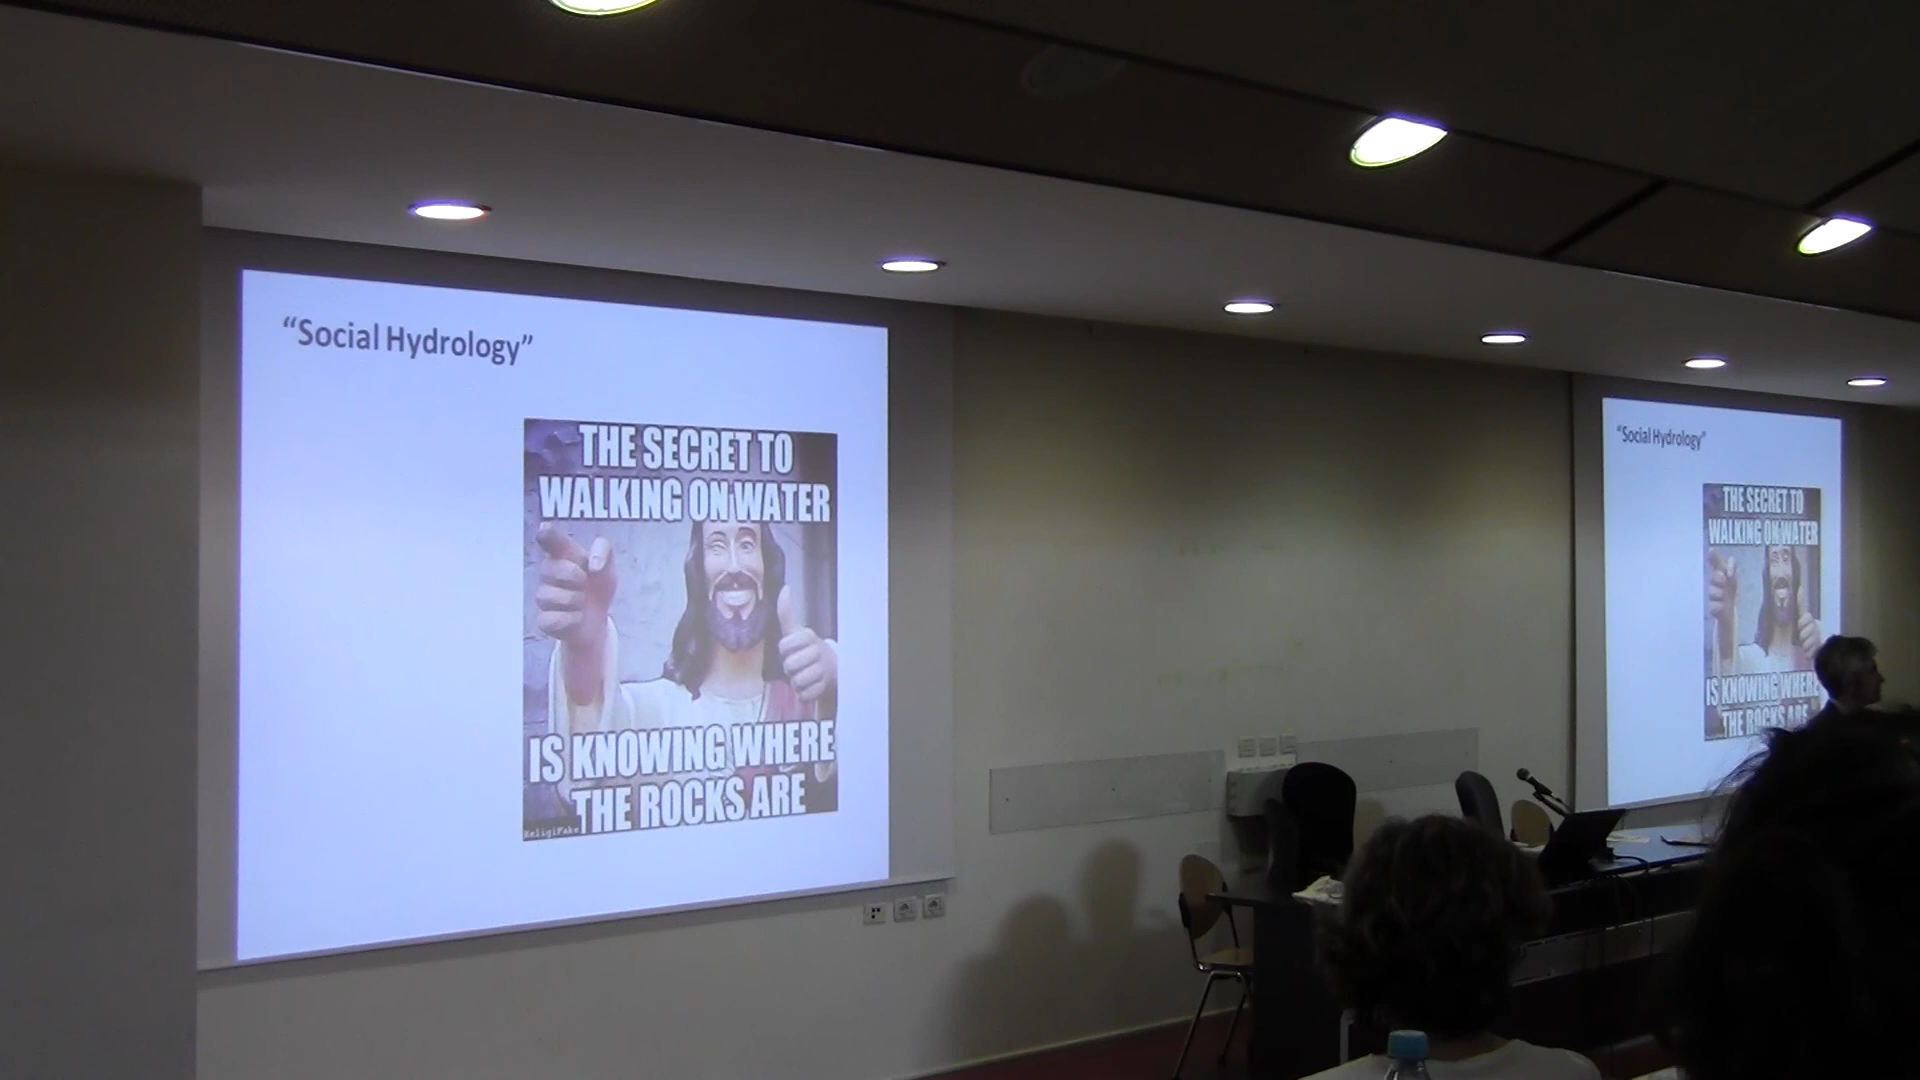 “Social Hydrology”
THE SECRET TO
WALKING ON WATER
IS KNOWING WHERE
THE ROCKS ARE
ReligiFake
“Social Hydrology”
THE SECRET TO
WALKING ON WATER
IS KNOWING WHERE
THE ROCKS ARE